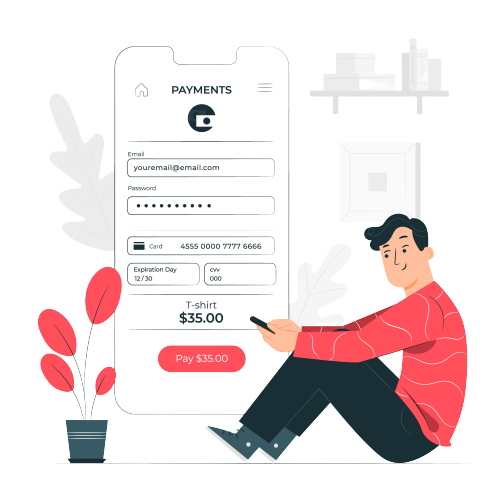 PAYMENTS
Email
youremail@email.com
Password
Card 4555 0000 7777 6666
Expiration Day cvv
12/30 000
T-shirt
$35.00
Pay $35.00